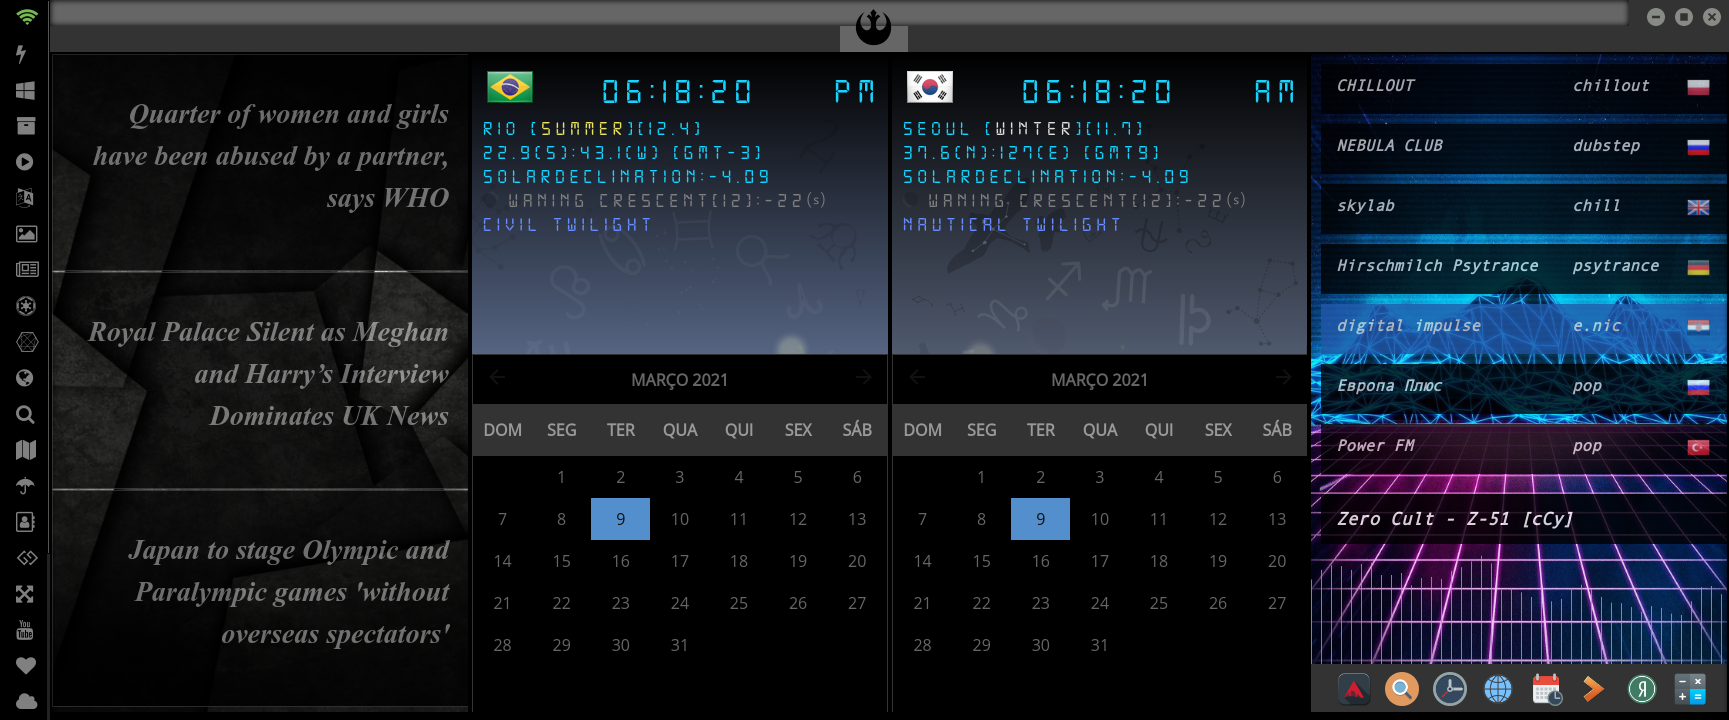 Quarter of women and girls
have been abused by a partner,
says WHO
Royal Palace Silent as Meghan
and Harry’s Interview
Dominates UK News
Japan to stage Olympic and
Paralympic games 'without
overseas spectators'
06:18:20 PM
RIO (SUMMER)(12.4)
22.9(S):43.1(W) (GMT-3)
SOLARDECLINATION:-4.09
WANING CRESCENT(12):-22(s)
CIVIL TWILIGHT
MARÇO 2021
DOM SEG TER QUA QUI SEX SÁB
1 2 3 4 5 6
7 8 9 10 11 12 13
14 15 16 17 18 19 20
21 22 23 24 25 26 27
28 29 30 31
06:18:20 AM
SEOUL (WINTER)(11.7)
37.6(N):127(E) (GMT9)
SOLARDECLINATION:-4.09
WANING CRESCENT(12):-22(s)
NAUTICAL TWILIGHT
MARÇO 2021
DOM SEG TER QUA QUI SEX SÁB
1 2 3 4 5 6
7 8 9 10 11 12 13
14 15 16 17 18 19 20
21 22 23 24 25 26 27
28 29 30 31
CHILLOUT chillout
NEBULA CLUB dubstep
skylab chill
Hirschmilch Psytrance psytrance
digital impulse e.nic
Европа Плюс pop
Power FM pop
Zero Cult - Z-51 [cCy]
You
Tube
Я